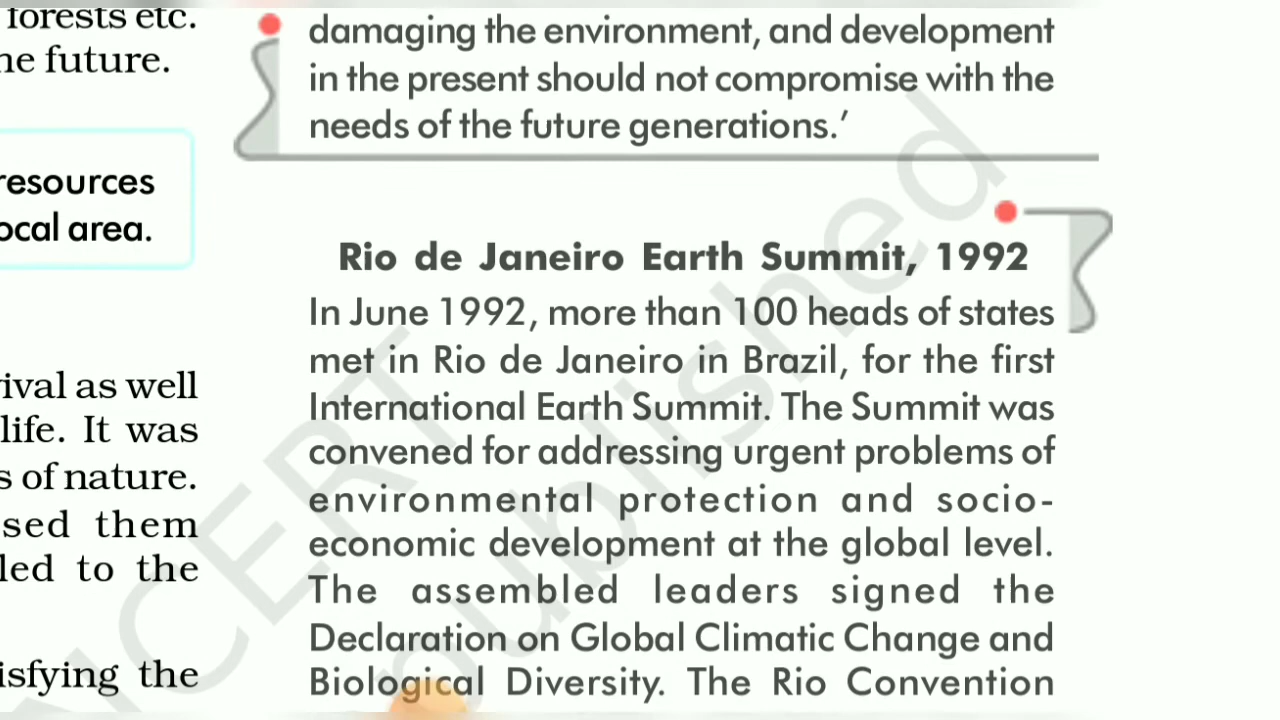 forests etc.
he future.
resources
ocal area.
ival as well
life. It was
s of nature.
sed them
led to the
isfying the
damaging the environment, and development
in the present should not compromise with the
needs of the future generations.’
Rio de Janeiro Earth Summit, 1992
In June 1992, more than 100 heads of states
met in Rio de Janeiro in Brazil, for the first
International Earth Summit. The Summit was
convened for addressing urgent problems of
environmental protection and socio-
economic development at the global level.
The assembled leaders signed the
Declaration on Global Climatic Change and
Biological Diversity. The Rio Convention
NCERT
published